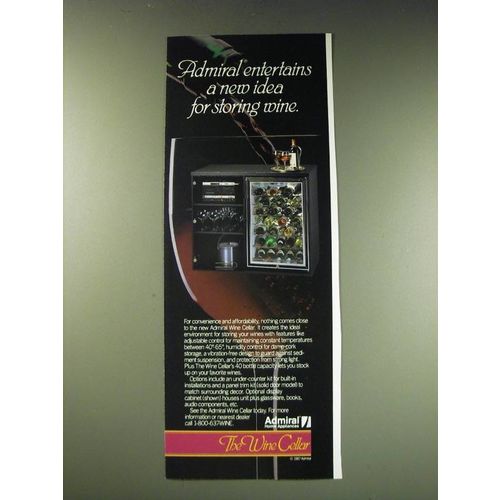 Admiral entertains
a new idea
for storing wine.
For convenience and affordability, nothing comes close
to the new Admiral Wine Cellar. It creates the ideal
environment for storing your wines with features like
adjustable control for maintaining constant temperatures
between 40°-65°, humidity control for damp-cork
storage, a vibration-free design to guard against sedi-
ment suspension, and protection from strong light.
Plus The Wine Cellar's 40 bottle capacity lets you stock
up on your favorite wines.
Options include an under-counter kit for built-in
installations and a panel trim kit (solid door model) to
match surrounding decor. Optional display
cabinet (shown) houses unit plus glassware, books,
audio components, etc.
See the Admiral Wine Cellar today. For more
information or nearest dealer
call 1-800-637-WINE.
Admiral
Home Appliances
The Wine Cellar
© 1987 Admiral